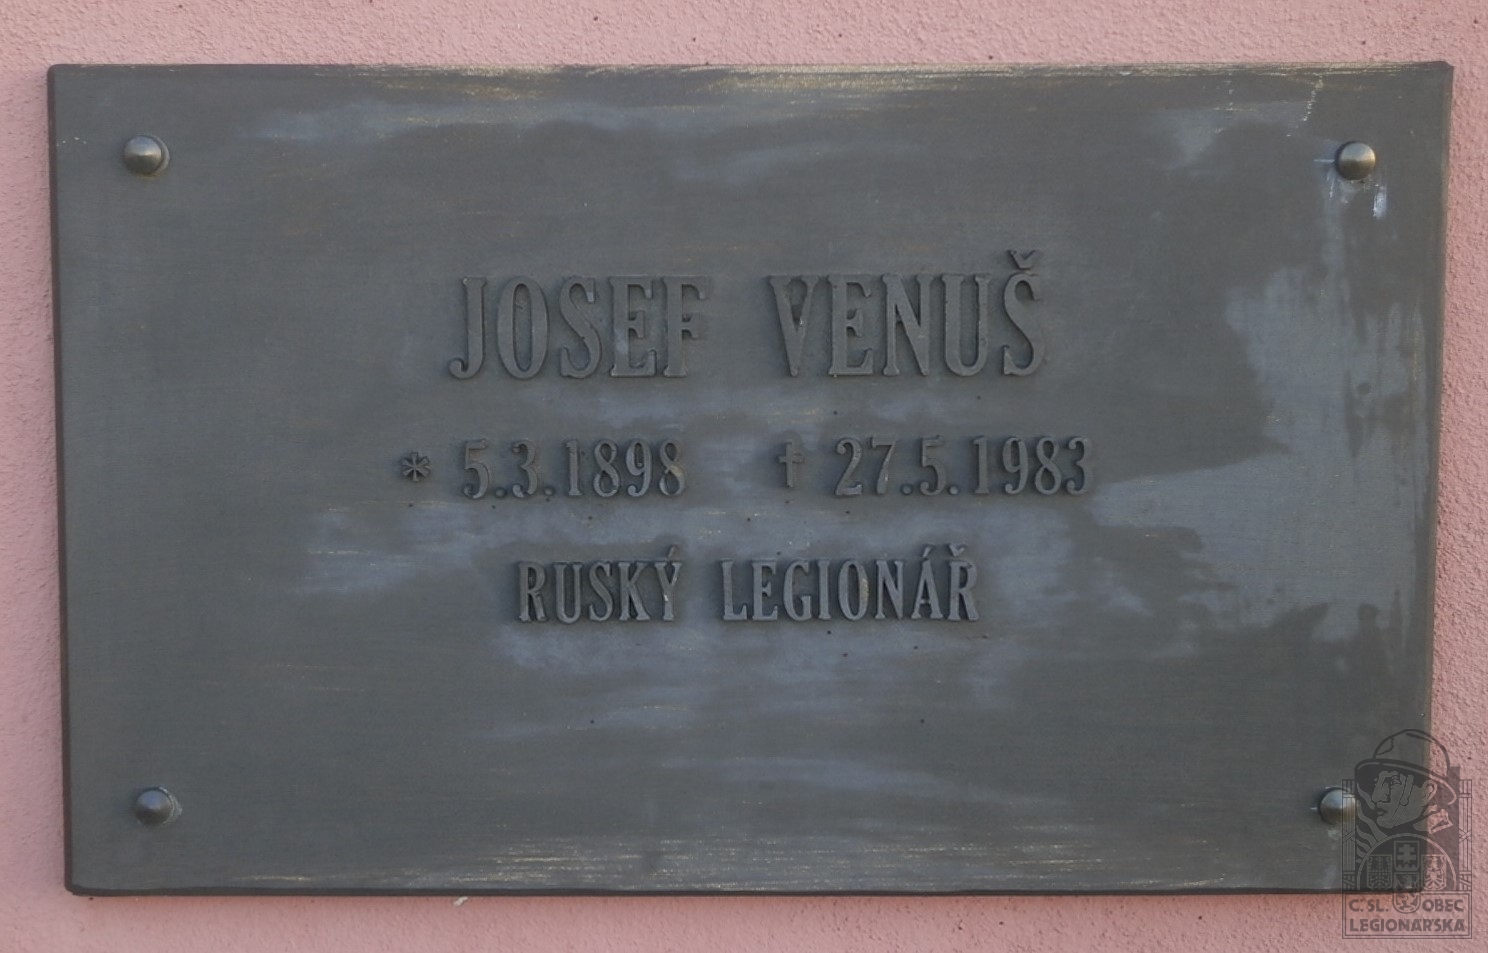 JOSEF VENUŠ
* 5.3.1898 † 27.5.1983
RUSKÝ LEGIONÁŘ
Č.SL. OBEC
LEGIONÁŘSKÁ